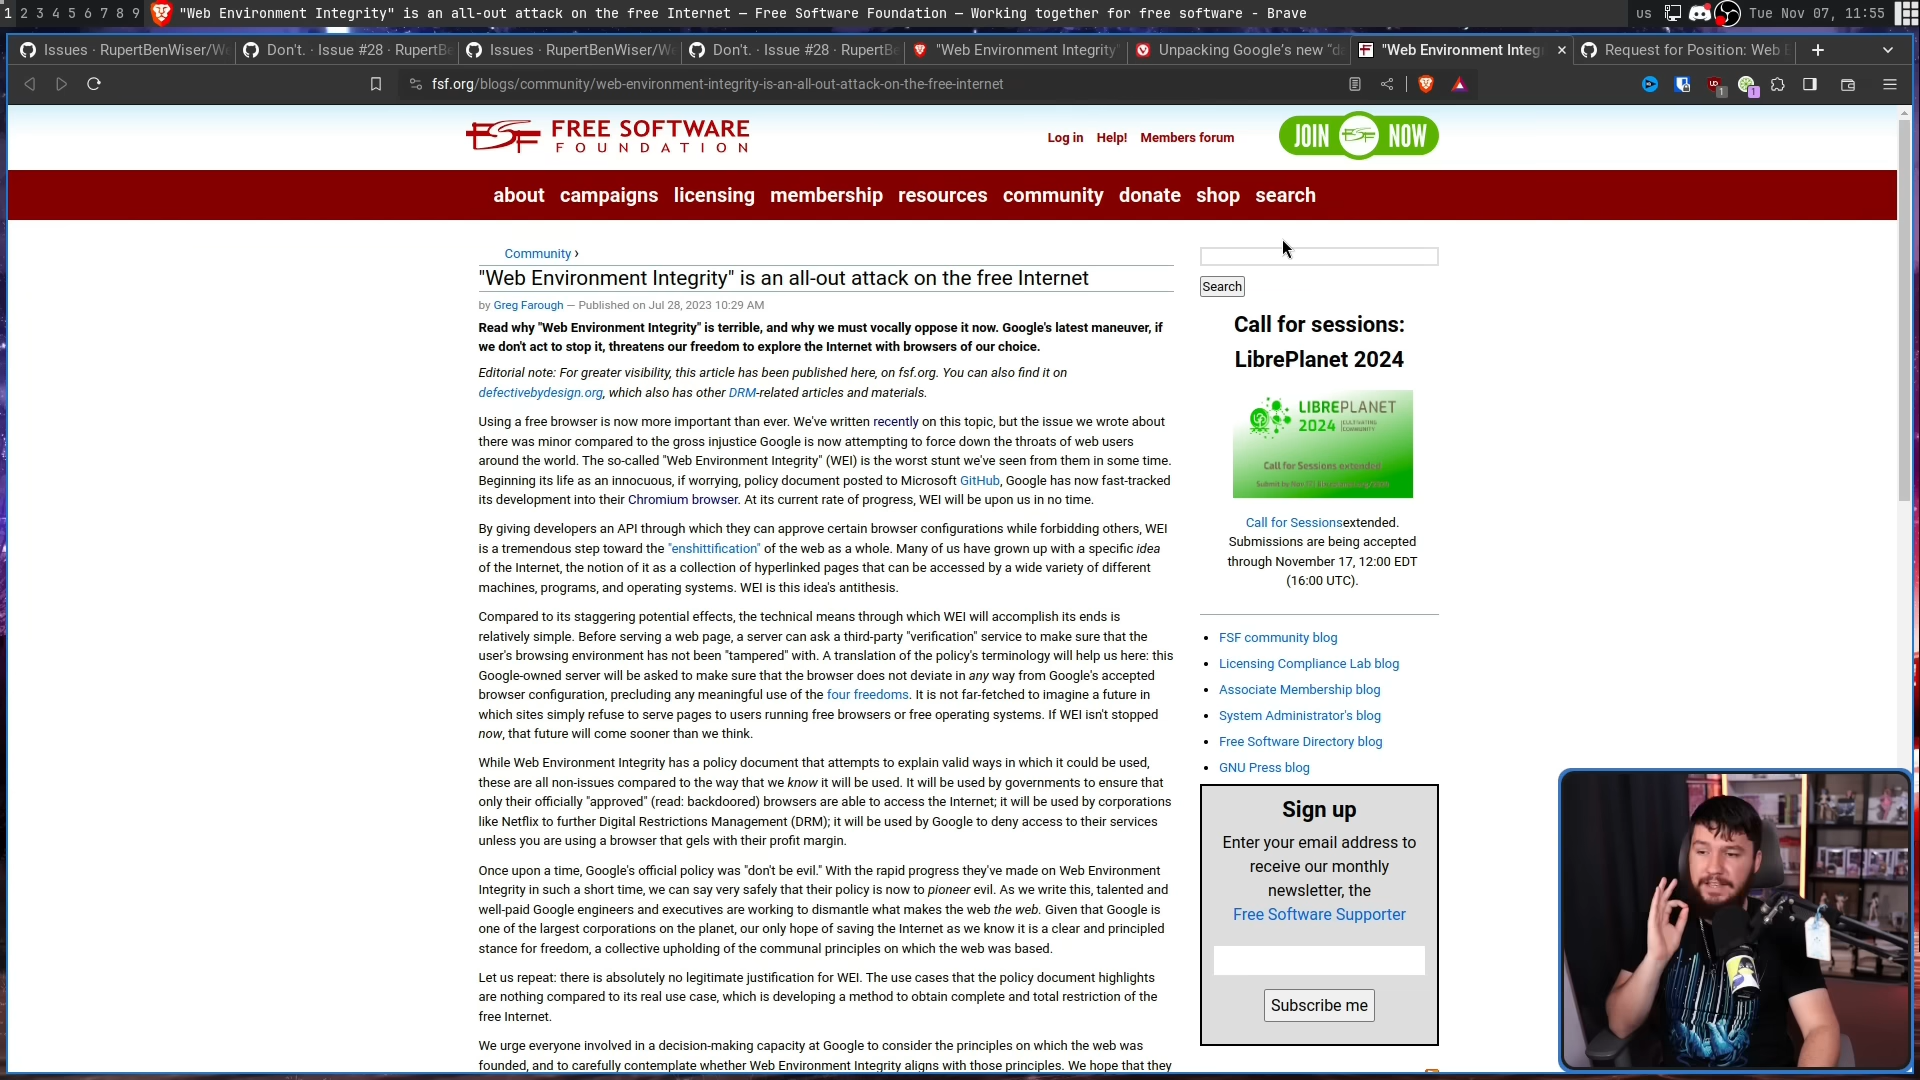 1 2 3 4 5 6 7 8 9 "Web Environment Integrity" is an all-out attack on the free Internet — Free Software Foundation — Working together for free software - Brave
us Tue Nov 07, 11:55
Issues · RupertBenWiser/We
Don't. · Issue #28 · RupertBe
Issues · RupertBenWiser/We
Don't. · Issue #28 · RupertBe
"Web Environment Integrity"
Unpacking Google's new "d
"Web Environment Integ
Request for Position: Web E
fsf.org/blogs/community/web-environment-integrity-is-an-all-out-attack-on-the-free-internet
FREE SOFTWARE
FOUNDATION
Log in Help! Members forum
JOIN NOW
about campaigns licensing membership resources community donate shop search
Community ›
"Web Environment Integrity" is an all-out attack on the free Internet
by Greg Farough — Published on Jul 28, 2023 10:29 AM
Read why "Web Environment Integrity" is terrible, and why we must vocally oppose it now. Google's latest maneuver, if
we don't act to stop it, threatens our freedom to explore the Internet with browsers of our choice.
Editorial note: For greater visibility, this article has been published here, on fsf.org. You can also find it on
defectivebydesign.org, which also has other DRM-related articles and materials.
Using a free browser is now more important than ever. We've written recently on this topic, but the issue we wrote about
there was minor compared to the gross injustice Google is now attempting to force down the throats of web users
around the world. The so-called "Web Environment Integrity" (WEI) is the worst stunt we've seen from them in some time.
Beginning its life as an innocuous, if worrying, policy document posted to Microsoft GitHub, Google has now fast-tracked
its development into their Chromium browser. At its current rate of progress, WEI will be upon us in no time.
By giving developers an API through which they can approve certain browser configurations while forbidding others, WEI
is a tremendous step toward the "enshittification" of the web as a whole. Many of us have grown up with a specific idea
of the Internet, the notion of it as a collection of hyperlinked pages that can be accessed by a wide variety of different
machines, programs, and operating systems. WEI is this idea's antithesis.
Compared to its staggering potential effects, the technical means through which WEI will accomplish its ends is
relatively simple. Before serving a web page, a server can ask a third-party "verification" service to make sure that the
user's browsing environment has not been "tampered" with. A translation of the policy's terminology will help us here: this
Google-owned server will be asked to make sure that the browser does not deviate in any way from Google's accepted
browser configuration, precluding any meaningful use of the four freedoms. It is not far-fetched to imagine a future in
which sites simply refuse to serve pages to users running free browsers or free operating systems. If WEI isn't stopped
now, that future will come sooner than we think.
While Web Environment Integrity has a policy document that attempts to explain valid ways in which it could be used,
these are all non-issues compared to the way that we know it will be used. It will be used by governments to ensure that
only their officially "approved" (read: backdoored) browsers are able to access the Internet; it will be used by corporations
like Netflix to further Digital Restrictions Management (DRM); it will be used by Google to deny access to their services
unless you are using a browser that gels with their profit margin.
Once upon a time, Google's official policy was "don't be evil." With the rapid progress they've made on Web Environment
Integrity in such a short time, we can say very safely that their policy is now to pioneer evil. As we write this, talented and
well-paid Google engineers and executives are working to dismantle what makes the web the web. Given that Google is
one of the largest corporations on the planet, our only hope of saving the Internet as we know it is a clear and principled
stance for freedom, a collective upholding of the communal principles on which the web was based.
Let us repeat: there is absolutely no legitimate justification for WEI. The use cases that the policy document highlights
are nothing compared to its real use case, which is developing a method to obtain complete and total restriction of the
free Internet.
We urge everyone involved in a decision-making capacity at Google to consider the principles on which the web was
founded, and to carefully contemplate whether Web Environment Integrity aligns with those principles. We hope that they
Search
Call for sessions:
LibrePlanet 2024
LIBREPLANET
2024 CULTIVATING
COMMUNITY
Call for Sessions extended
Call for Sessionsextended.
Submissions are being accepted
through November 17, 12:00 EDT
(16:00 UTC).
FSF community blog
Licensing Compliance Lab blog
Associate Membership blog
System Administrator's blog
Free Software Directory blog
GNU Press blog
Sign up
Enter your email address to
receive our monthly
newsletter, the
Free Software Supporter
Subscribe me